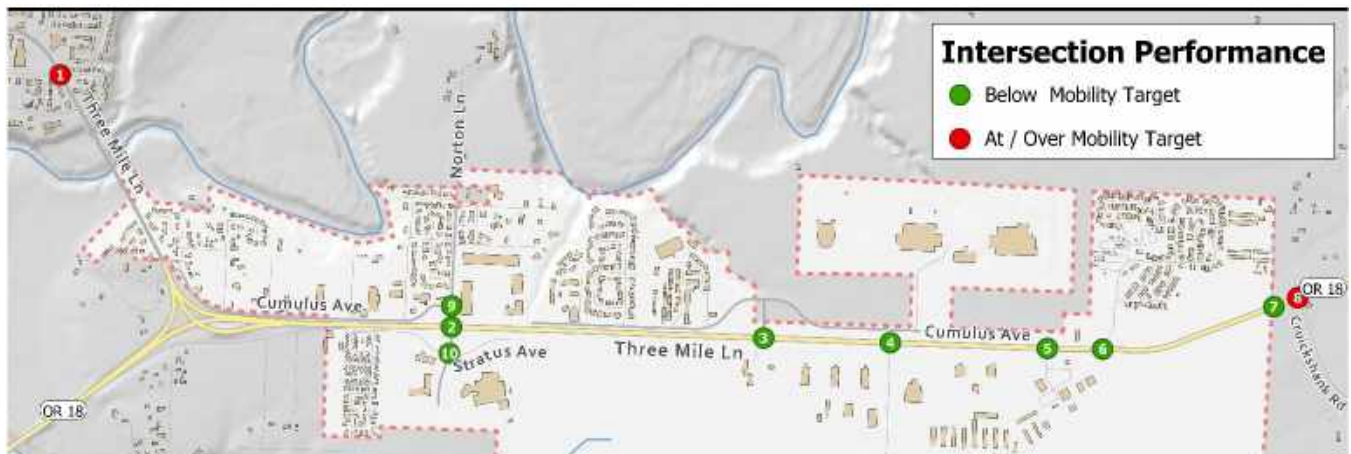 Intersection Performance
Below Mobility Target
At / Over Mobility Target
1
Three Mile Ln
Norton Ln
Cumulus Ave
9
2
10
Stratus Ave
Three Mile Ln
3
4
Cumulus Ave
5
6
7
8
OR 18
Cruickshank Rd
OR 18